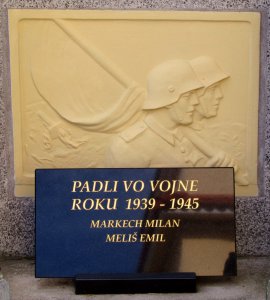 PADLI VO VOJNE
ROKU 1939 - 1945
MARKECH MILAN
MELIŠ EMIL